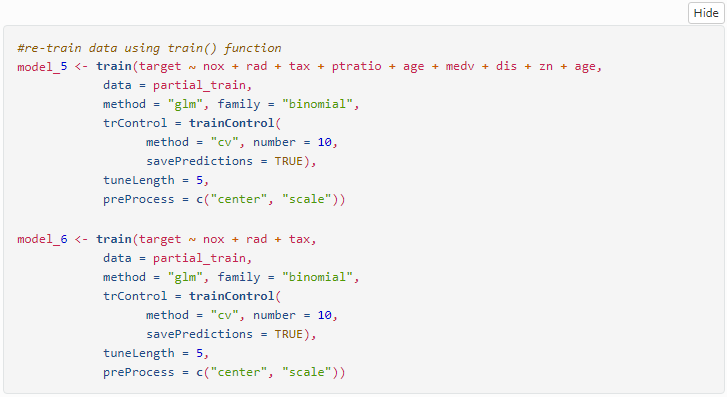 Hide
#re-train data using train() function
model_5 <- train(target ~ nox + rad + tax + ptratio + age + medv + dis + zn + age,
            data = partial_train,
            method = "glm", family = "binomial",
            trControl = trainControl(
                  method = "cv", number = 10,
                  savePredictions = TRUE),
            tuneLength = 5,
            preProcess = c("center", "scale"))
model_6 <- train(target ~ nox + rad + tax,
            data = partial_train,
            method = "glm", family = "binomial",
            trControl = trainControl(
                  method = "cv", number = 10,
                  savePredictions = TRUE),
            tuneLength = 5,
            preProcess = c("center", "scale"))